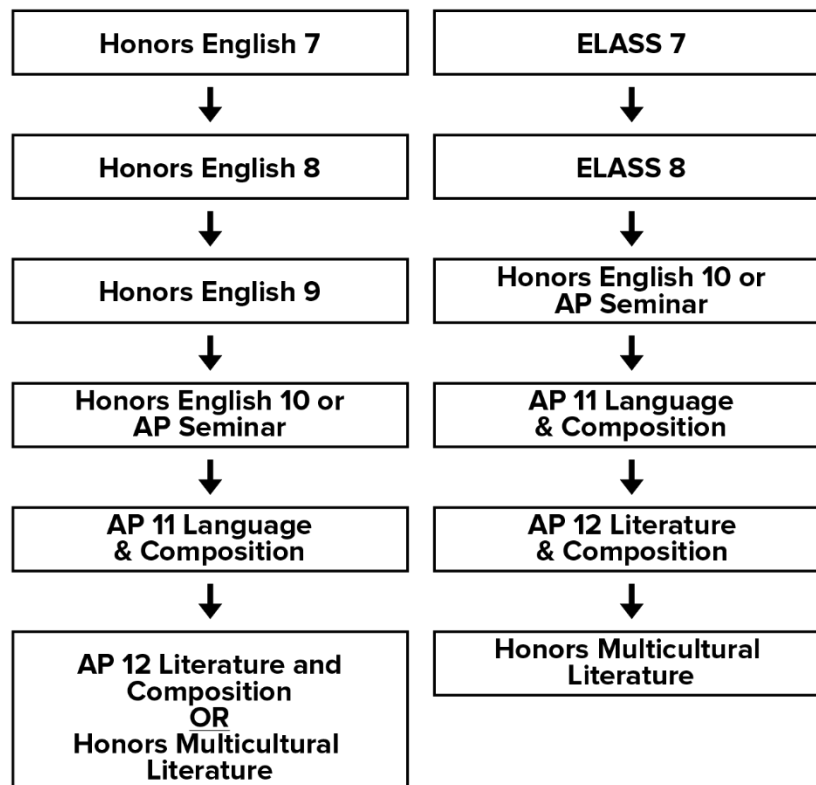 Honors English 7
Honors English 8
Honors English 9
Honors English 10 or
AP Seminar
AP 11 Language
& Composition
AP 12 Literature and
Composition
OR
Honors Multicultural
Literature
ELASS 7
ELASS 8
Honors English 10 or
AP Seminar
AP 11 Language
& Composition
AP 12 Literature
& Composition
Honors Multicultural
Literature